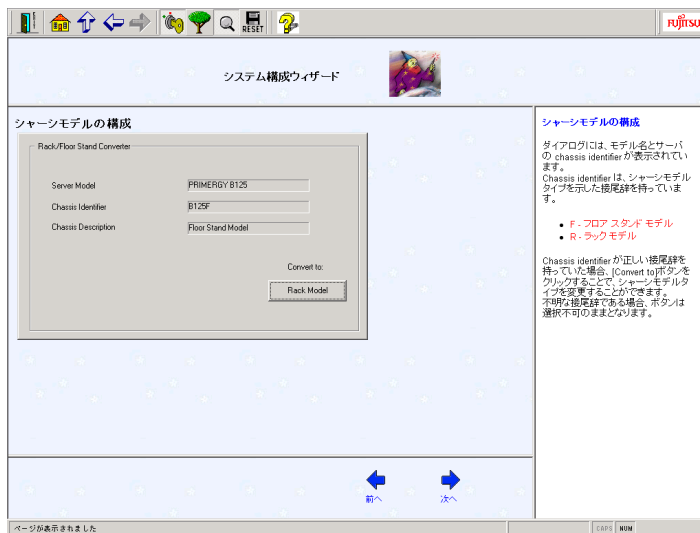 RESET
FUJITSU
システム構成ウィザード
シャーシモデルの構成
Rack/Floor Stand Converter
Server Model
PRIMERGY B125
Chassis Identifier
B125F
Chassis Description
Floor Stand Model
Convert to:
Rack Model
前へ
次へ
シャーシモデルの構成
ダイアログには、モデル名とサーバ
の chassis identifier が表示されてい
ます。
Chassis identifier は、シャーシモデル
タイプを示した接尾辞を持っていま
す。
F - フロア スタンド モデル
R - ラック モデル
Chassis identifier が正しい接尾辞を
持っていた場合、[Convert to]ボタンを
クリックすることで、シャーシモデルタ
イプを変更することができます。
不明な接尾辞である場合、ボタンは
選択不可のままとなります。
ページが表示されました
CAPS
NUM